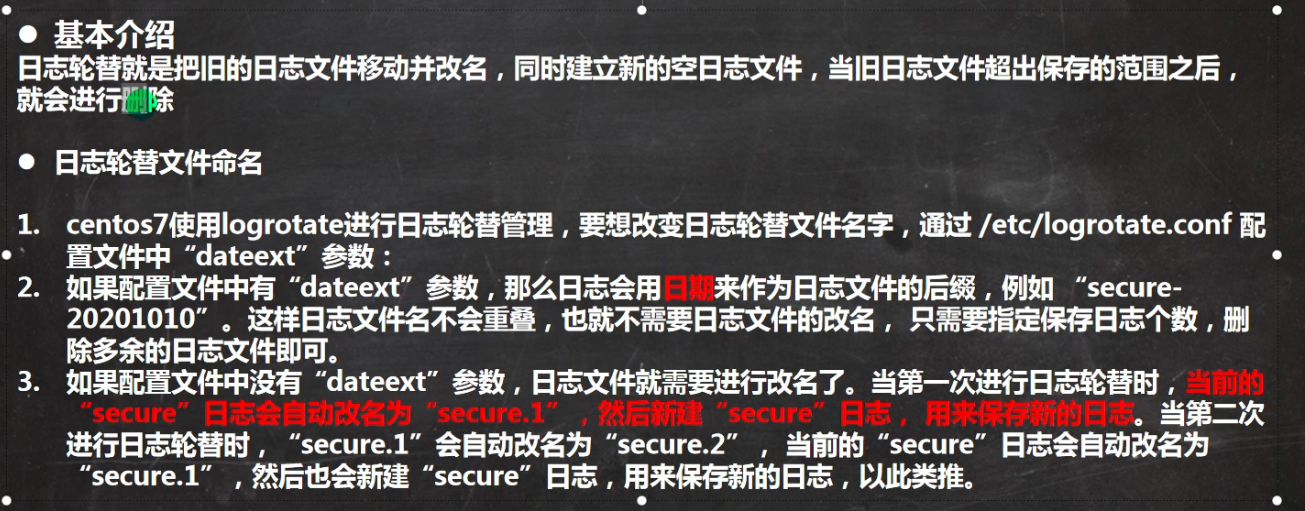 ● 基本介绍
日志轮替就是把旧的日志文件移动并改名，同时建立新的空日志文件，当旧日志文件超出保存的范围之后，
就会进行删除
● 日志轮替文件命名
1. centos7使用logrotate进行日志轮替管理，要想改变日志轮替文件名字，通过 /etc/logrotate.conf 配
置文件中“dateext”参数：
2. 如果配置文件中有“dateext”参数，那么日志会用日期来作为日志文件的后缀，例如 “secure-
20201010”。这样日志文件名不会重叠，也就不需要日志文件的改名， 只需要指定保存日志个数，删
除多余的日志文件即可。
3. 如果配置文件中没有“dateext”参数，日志文件就需要进行改名了。当第一次进行日志轮替时，当前的
“secure”日志会自动改名为“secure.1”，然后新建“secure”日志， 用来保存新的日志。当第二次
进行日志轮替时，“secure.1”会自动改名为“secure.2”， 当前的“secure”日志会自动改名为
“secure.1”，然后也会新建“secure”日志，用来保存新的日志，以此类推。